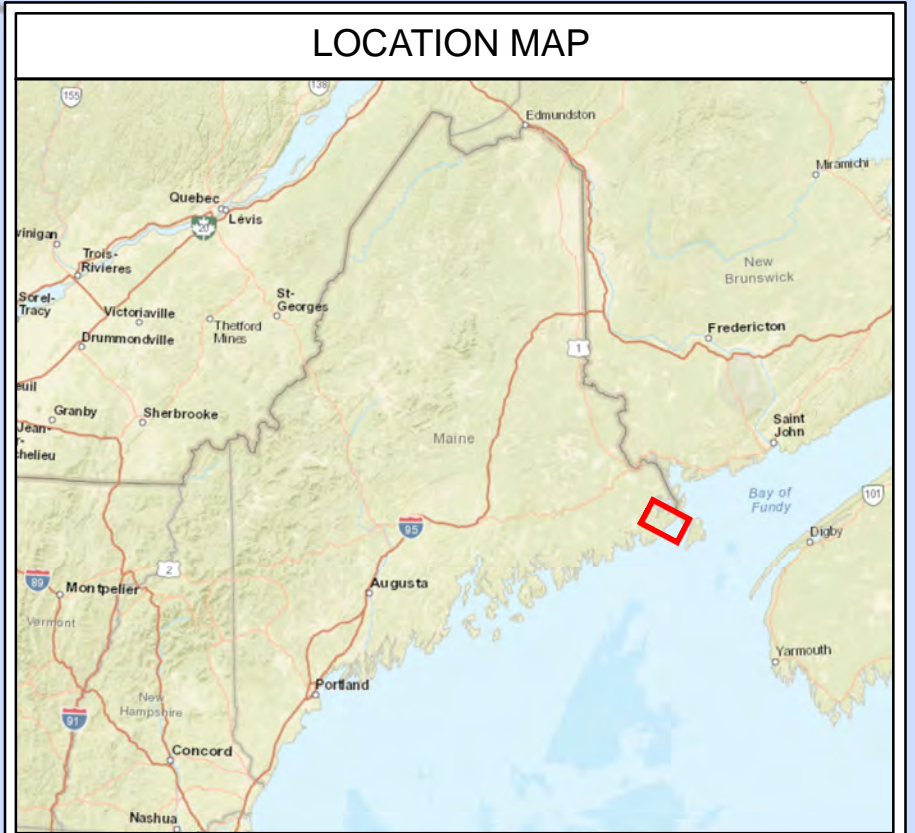 LOCATION MAP
155
138
Edmundston
Miramichi
Quebec
Lévis
20
vinigan
Trois-
Rivieres
New
Brunswick
Sorel-
Tracy
Victoriaville
St-
Georges
Thetford
Mines
Drummondville
Fredericton
1
euil
Granby
Sherbrooke
Jean-
r-
chelieu
Maine
Saint
John
Bay of
Fundy
101
95
Digby
2
89
Montpelier
Augusta
Vermont
Yarmouth
Portland
New
Hampshire
91
Concord
Nashua